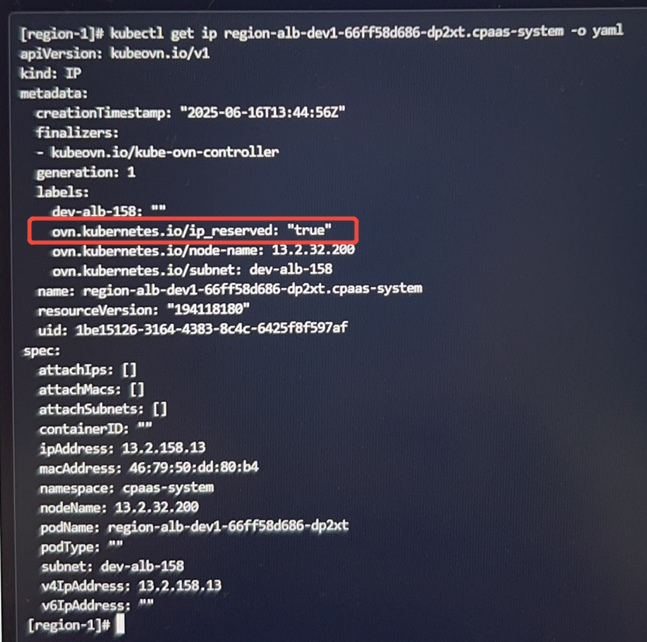 [region-1]# kubectl get ip region-alb-dev1-66ff58d686-dp2xt.cpaas-system -o yaml
apiVersion: kubeovn.io/v1
kind: IP
metadata:
  creationTimestamp: "2025-06-16T13:44:56Z"
  finalizers:
  - kubeovn.io/kube-ovn-controller
  generation: 1
  labels:
    dev-alb-158: ""
    ovn.kubernetes.io/ip_reserved: "true"
    ovn.kubernetes.io/node-name: 13.2.32.200
    ovn.kubernetes.io/subnet: dev-alb-158
  name: region-alb-dev1-66ff58d686-dp2xt.cpaas-system
  resourceVersion: "194118180"
  uid: 1be15126-3164-4383-8c4c-6425f8f597af
spec:
  attachIps: []
  attachMacs: []
  attachSubnets: []
  containerID: ""
  ipAddress: 13.2.158.13
  macAddress: 46:79:50:dd:80:b4
  namespace: cpaas-system
  nodeName: 13.2.32.200
  podName: region-alb-dev1-66ff58d686-dp2xt
  podType: ""
  subnet: dev-alb-158
  v4IpAddress: 13.2.158.13
  v6IpAddress: ""
[region-1]#